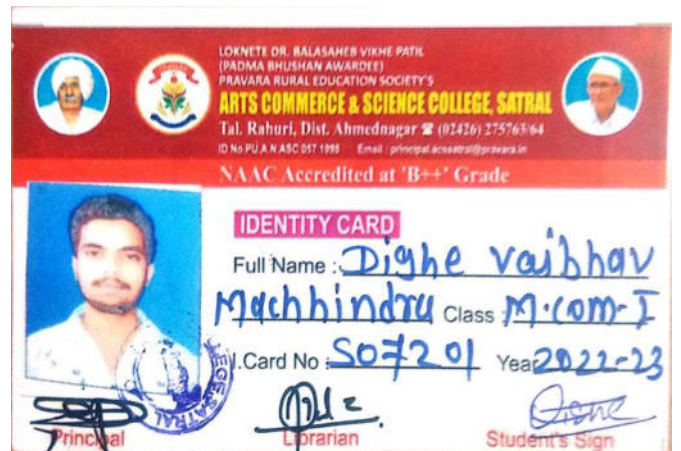 LOKNETE DR. BALASAHEB VIKHE PATIL
(PADMA BHUSHAN AWARDEE)
PRAVARA RURAL EDUCATION SOCIETY'S
ARTS COMMERCE & SCIENCE COLLEGE, SATRAL
Tal. Rahuri, Dist. Ahmednagar ☎ (02426) 275763/64
ID No PU.A.N.ASC 057 1998 Email : principal.acssatral@pravara.in
NAAC Accredited at 'B++' Grade
IDENTITY CARD
Full Name : Dighe Vaibhav
Machhindra Class : M.com-I
I.Card No : S07201 Year 2022-23
Principal Librarian Student's Sign